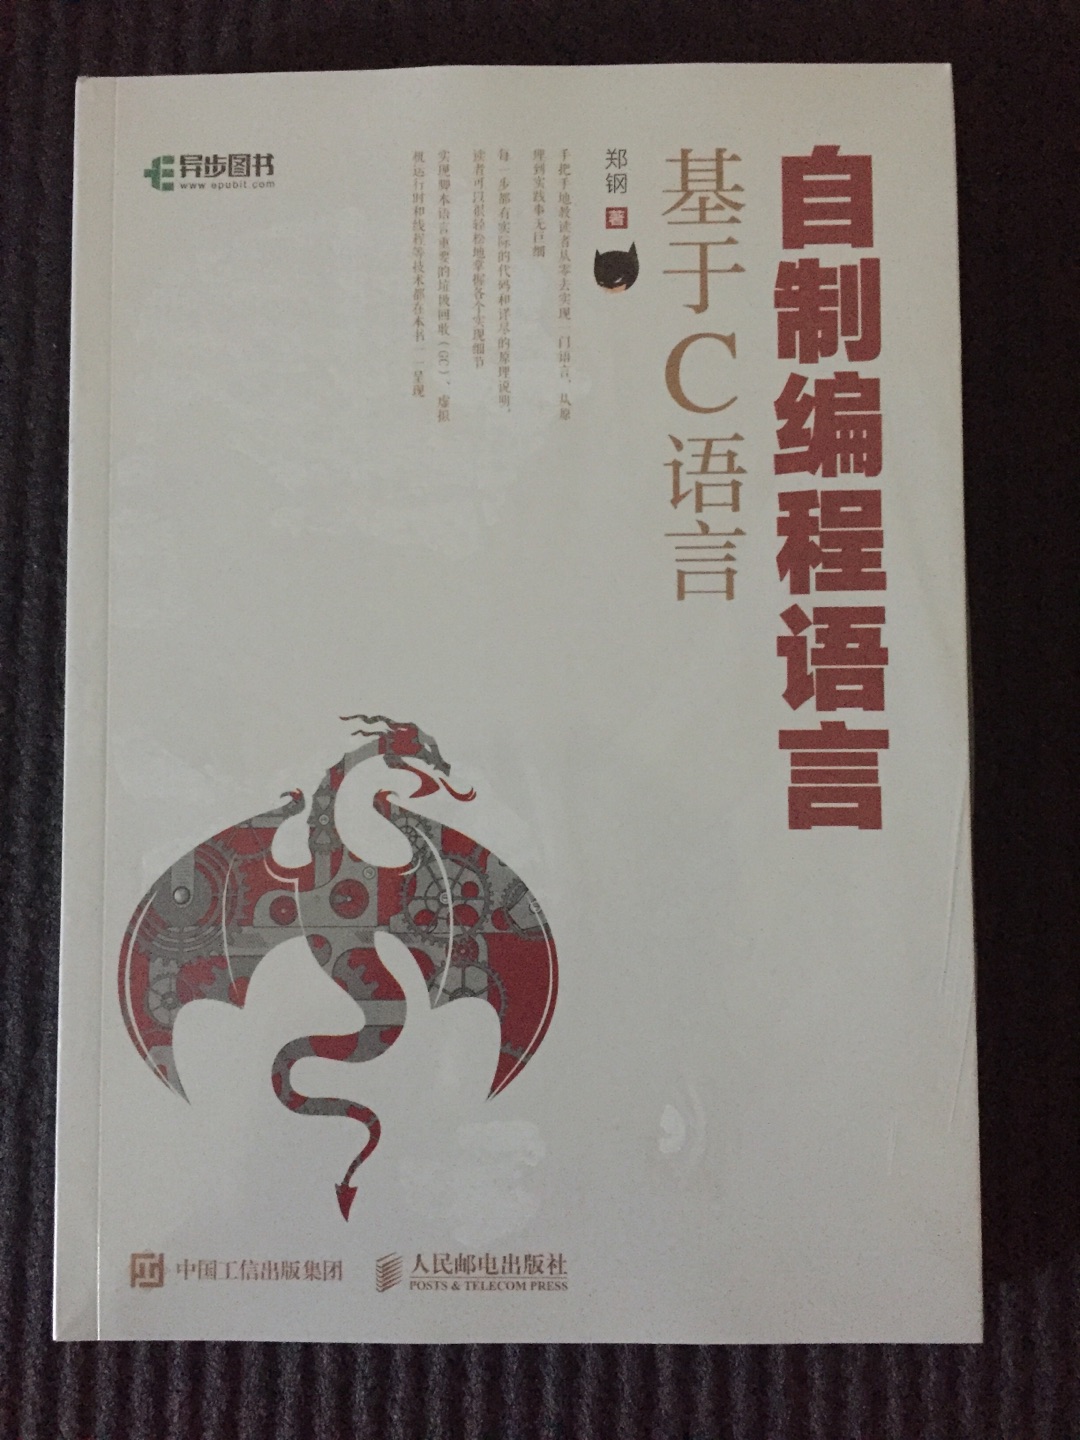 自制编程语言
基于C语言
郑钢 著
手把手地教读者从零去实现一门语言，从原
理到实践事无巨细
每一步都有实际的代码和详尽的原理说明，
读者可以很轻松地掌握各个实现细节
实现脚本语言重要的垃圾回收（GC）、虚拟
机运行时和线程等技术都在本书一一呈现
异步图书
www.epubit.com
中国工信出版集团
人民邮电出版社
POSTS & TELECOM PRESS